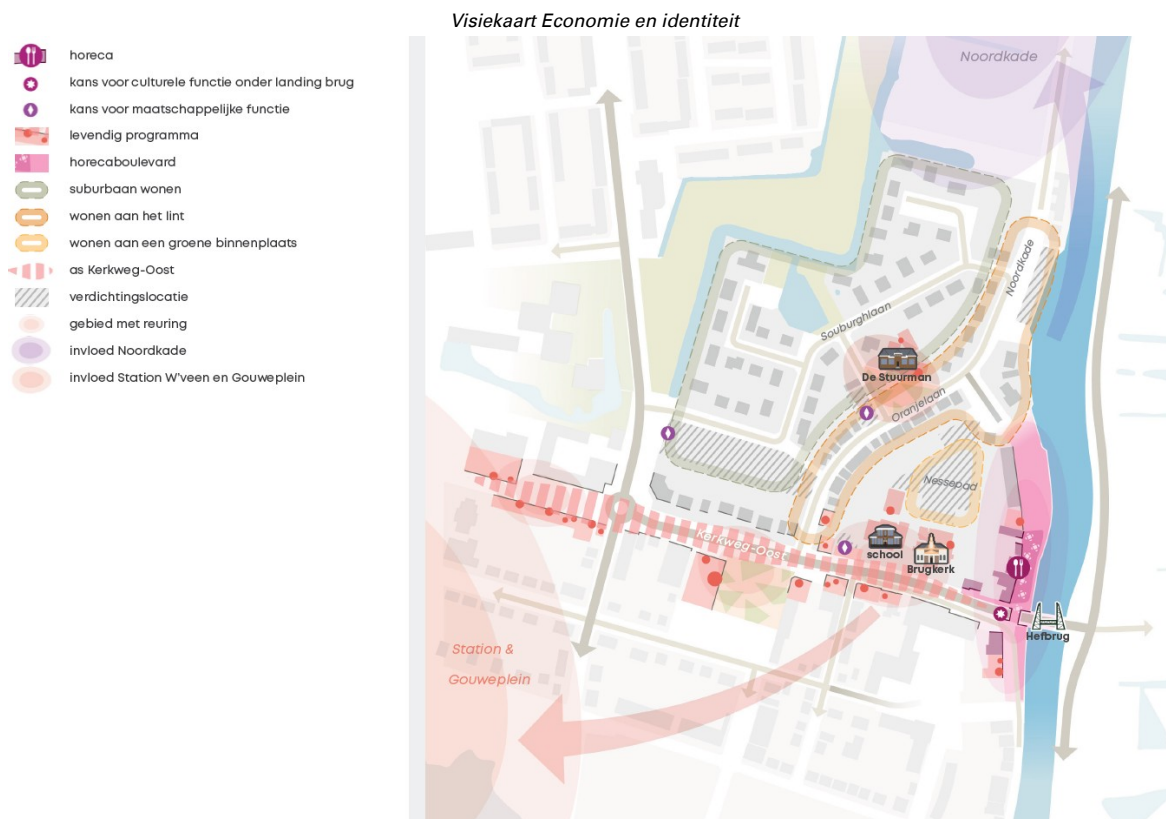 Visiekaart Economie en identiteit
horeca
kans voor culturele functie onder landing brug
kans voor maatschappelijke functie
levendig programma
horecaboulevard
suburbaan wonen
wonen aan het lint
wonen aan een groene binnenplaats
as Kerkweg-Oost
verdichtingslocatie
gebied met reuring
invloed Noordkade
invloed Station W'veen en Gouweplein
Noordkade
Noordkade
Souburghlaan
De Stuurman
Oranjelaan
Nessepad
Kerkweg-Oost
school
Brugkerk
Hefbrug
Station &
Gouweplein